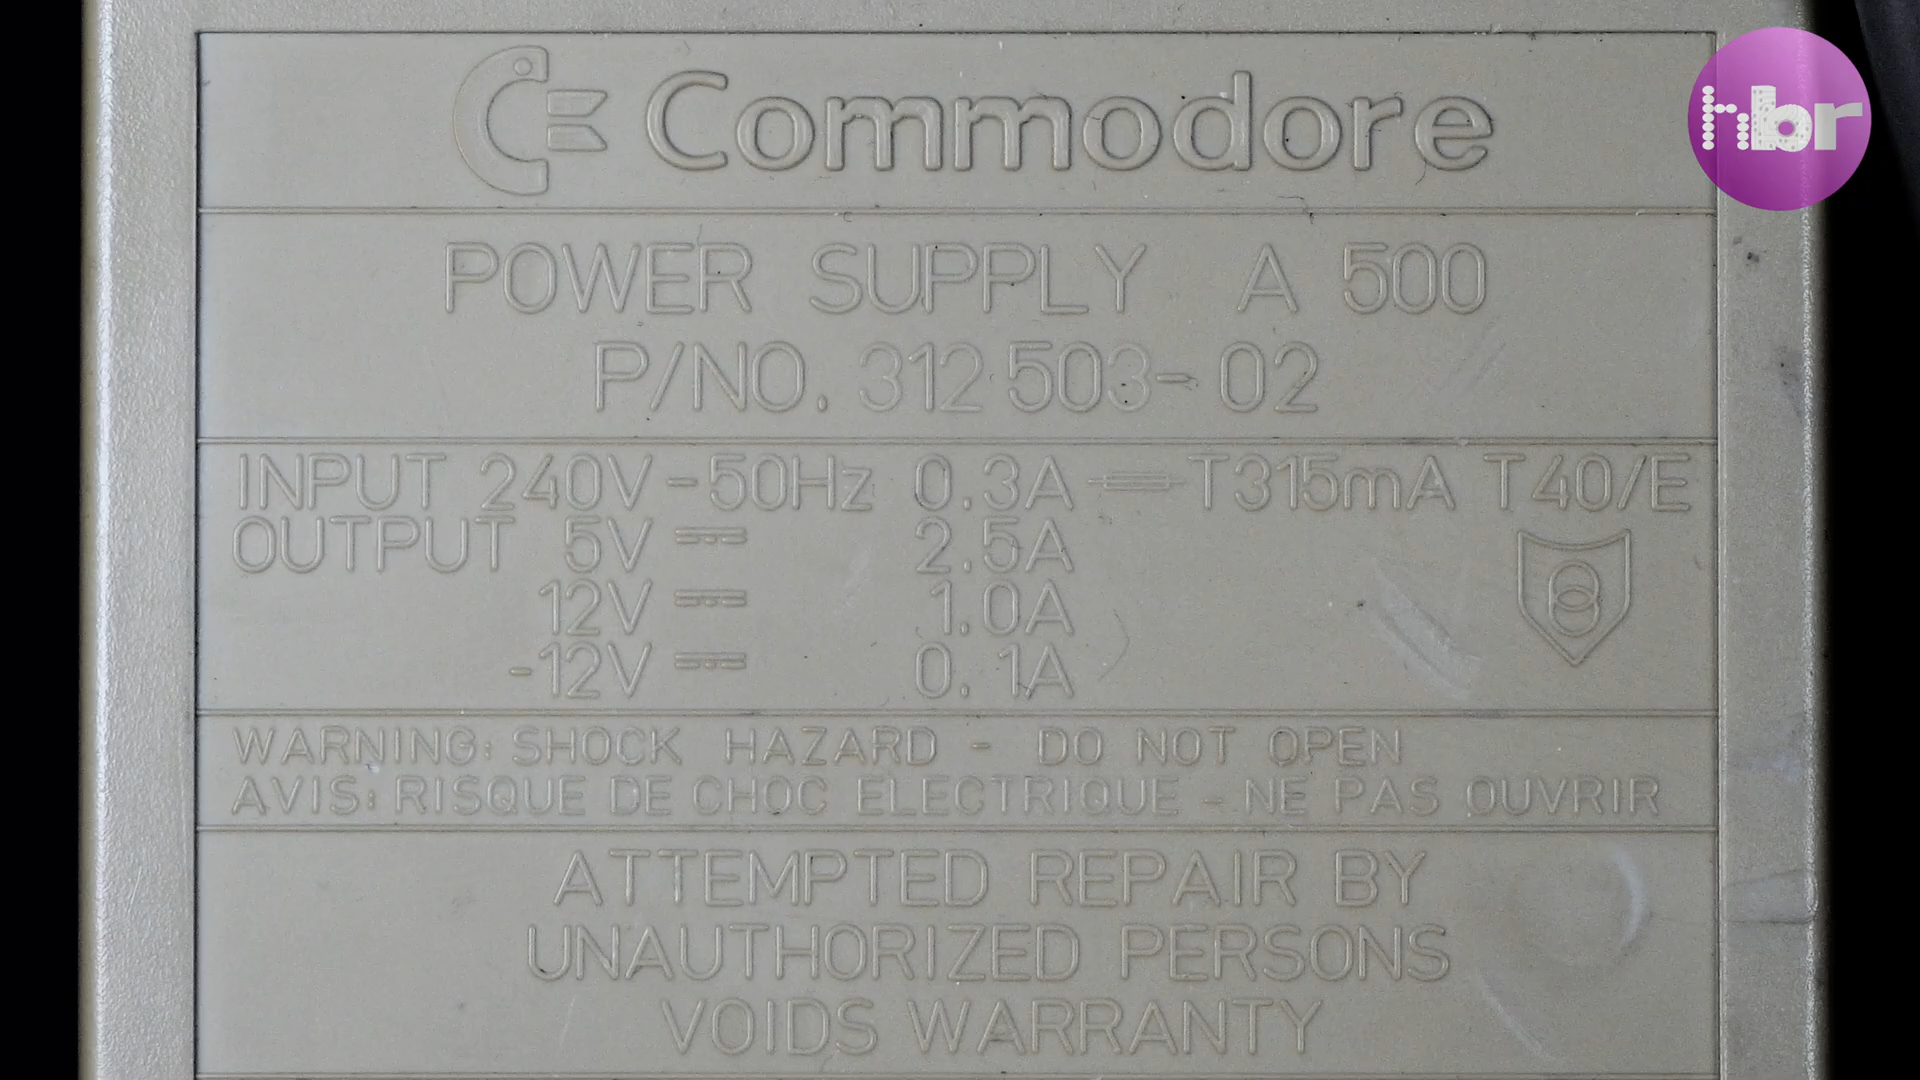 Commodore
hbr
POWER SUPPLY A 500
P/NO. 312 503-02
INPUT 240V-50Hz 0.3A T315mA T40/E
OUTPUT 5V 2.5A
12V 1.0A
-12V 0.1A
WARNING: SHOCK HAZARD - DO NOT OPEN
AVIS: RISQUE DE CHOC ELECTRIQUE - NE PAS OUVRIR
ATTEMPTED REPAIR BY
UNAUTHORIZED PERSONS
VOIDS WARRANTY